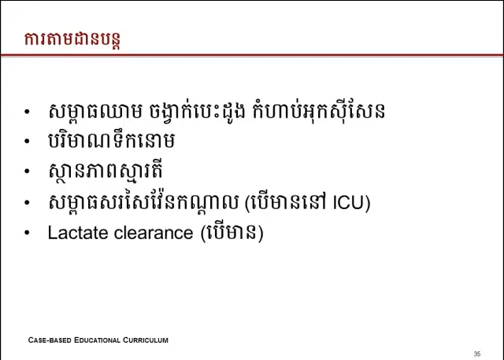 ការតាមដានបន្ត
• សម្ពាធឈាម ចង្វាក់បេះដូង កំហាប់អុកស៊ីសែន
• បរិមាណទឹកនោម
• ស្ថានភាពស្មារតី
• សម្ពាធសរសៃវ៉ែនកណ្ដាល (បើមាននៅ ICU)
• Lactate clearance (បើមាន)
CASE-BASED EDUCATIONAL CURRICULUM
35